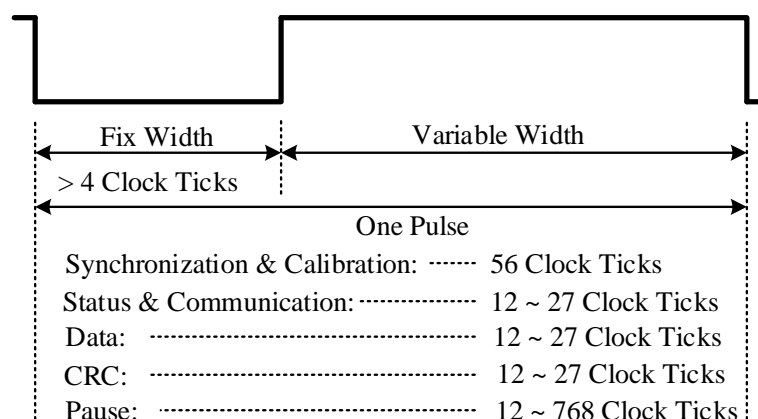 Fix Width
Variable Width
> 4 Clock Ticks
One Pulse
Synchronization & Calibration: 56 Clock Ticks
Status & Communication: 12 ~ 27 Clock Ticks
Data: 12 ~ 27 Clock Ticks
CRC: 12 ~ 27 Clock Ticks
Pause: 12 ~ 768 Clock Ticks